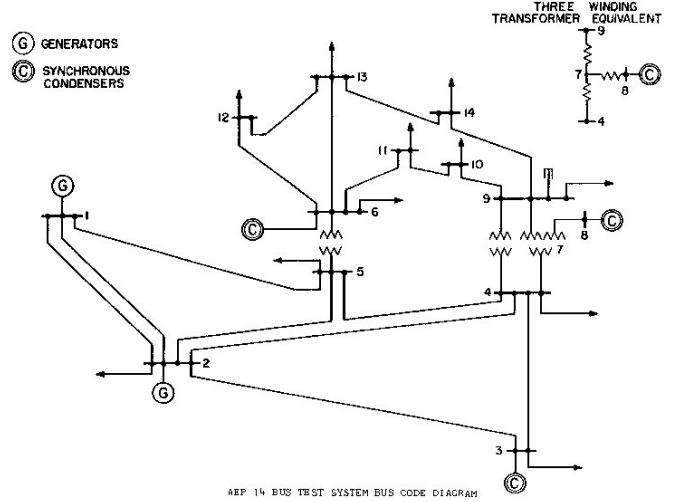 THREE WINDING
TRANSFORMER EQUIVALENT
G GENERATORS
C SYNCHRONOUS
CONDENSERS
9
7
8
C
4
13
14
12
11
10
G
1
C
6
9
8
C
7
5
4
2
G
3
C
AEP 14 BUS TEST SYSTEM BUS CODE DIAGRAM